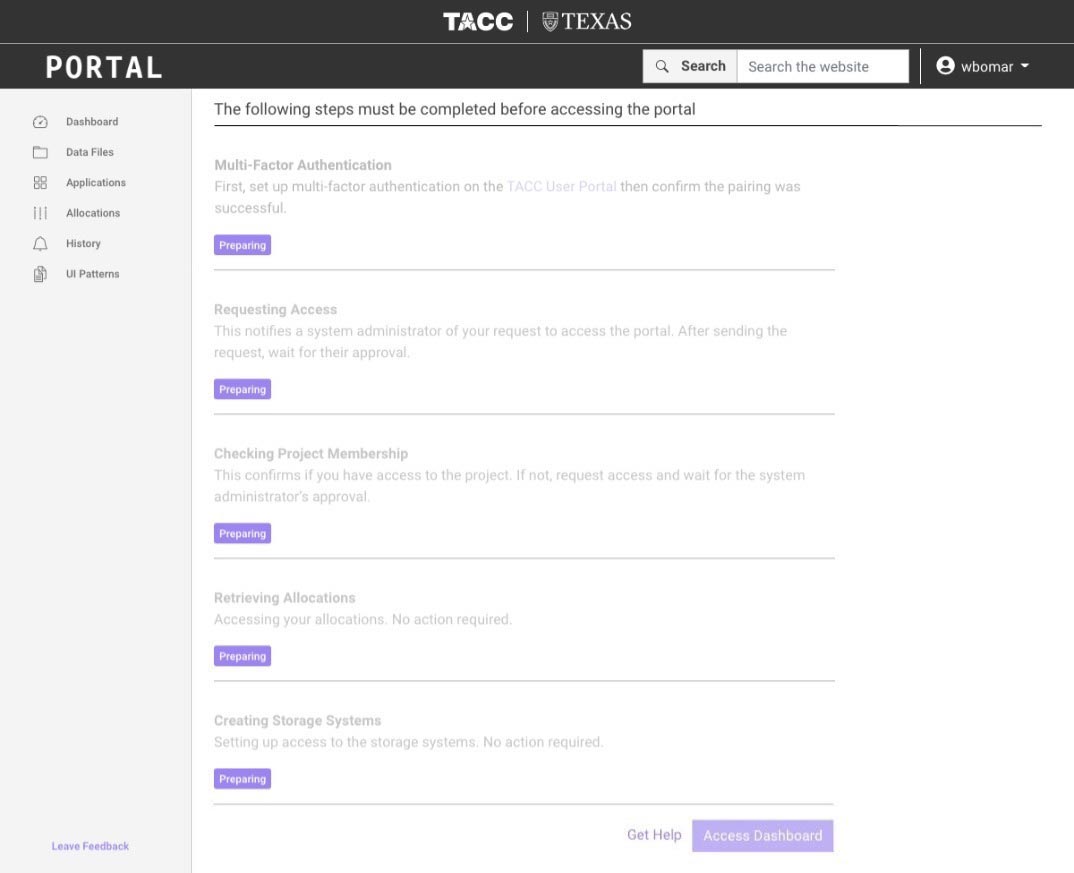 TACC | TEXAS
PORTAL
Search
Search the website
wbomar
Dashboard
Data Files
Applications
Allocations
History
UI Patterns
Leave Feedback
The following steps must be completed before accessing the portal
Multi-Factor Authentication
First, set up multi-factor authentication on the TACC User Portal then confirm the pairing was
successful.
Preparing
Requesting Access
This notifies a system administrator of your request to access the portal. After sending the
request, wait for their approval.
Preparing
Checking Project Membership
This confirms if you have access to the project. If not, request access and wait for the system
administrator's approval.
Preparing
Retrieving Allocations
Accessing your allocations. No action required.
Preparing
Creating Storage Systems
Setting up access to the storage systems. No action required.
Preparing
Get Help
Access Dashboard